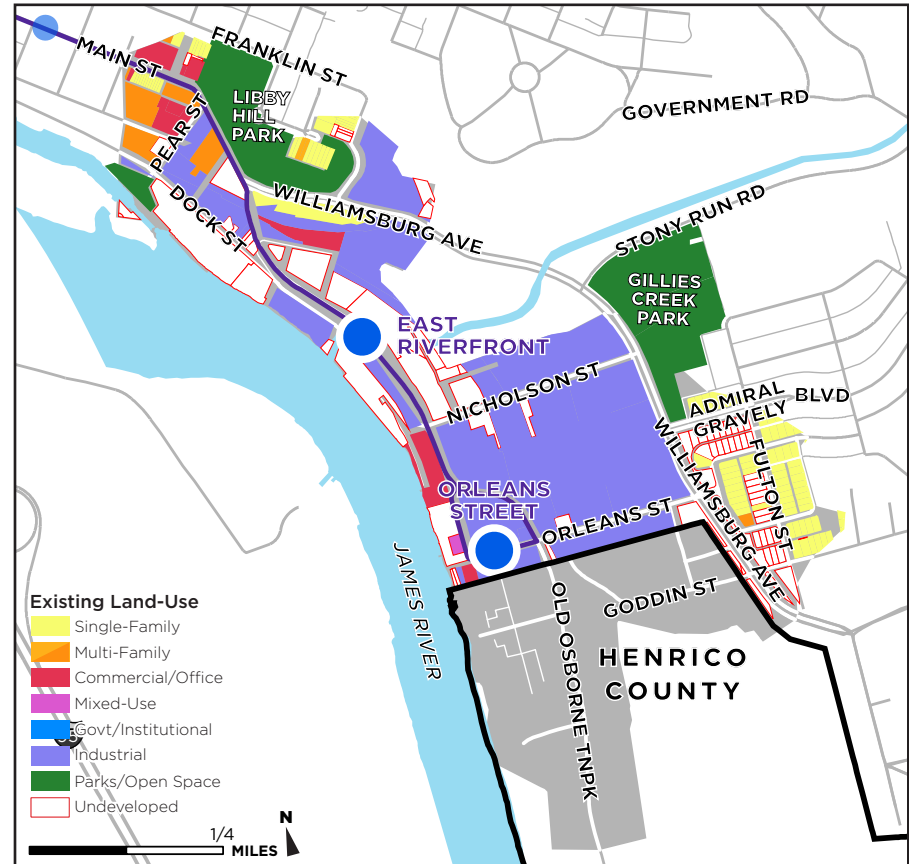 FRANKLIN ST
MAIN ST
LIBBY
HILL
PARK
PEAR ST
GOVERNMENT RD
DOCK ST
WILLIAMSBURG AVE
STONY RUN RD
GILLIES
CREEK
PARK
EAST
RIVERFRONT
NICHOLSON ST
ADMIRAL
GRAVELY BLVD
WILLIAMSBURG AVE
FULTON ST
ORLEANS
STREET
ORLEANS ST
JAMES RIVER
OLD OSBORNE TNPK
GODDIN ST
HENRICO
COUNTY
Existing Land-Use
Single-Family
Multi-Family
Commercial/Office
Mixed-Use
Govt/Institutional
Industrial
Parks/Open Space
Undeveloped
1/4
MILES
N